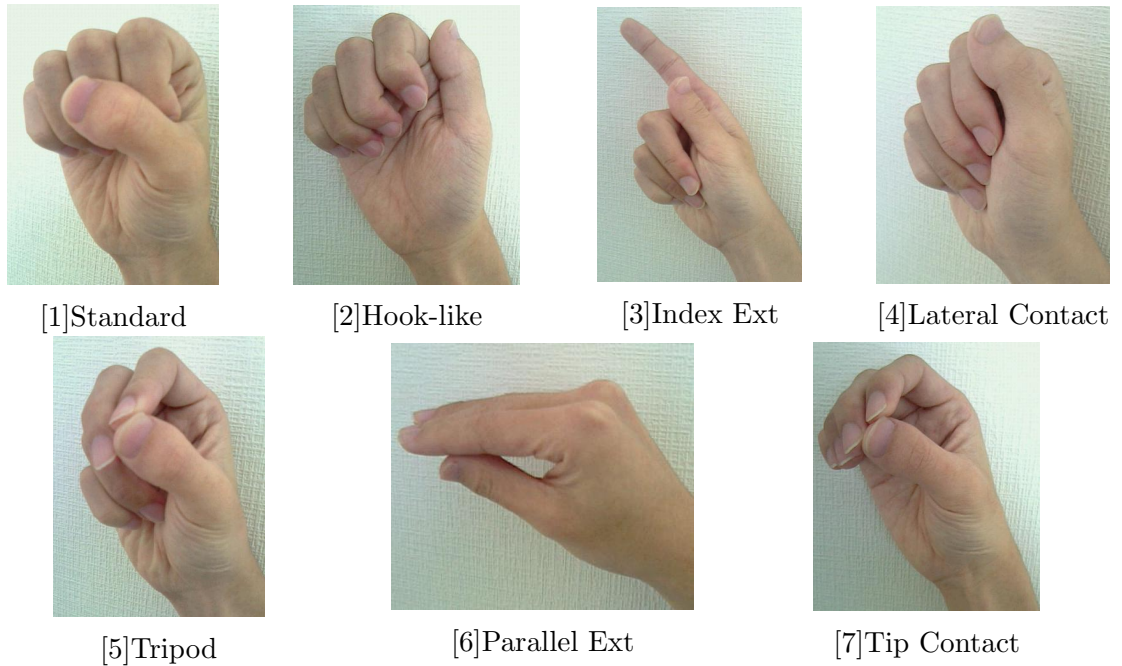 [1]Standard
[2]Hook-like
[3]Index Ext
[4]Lateral Contact
[5]Tripod
[6]Parallel Ext
[7]Tip Contact